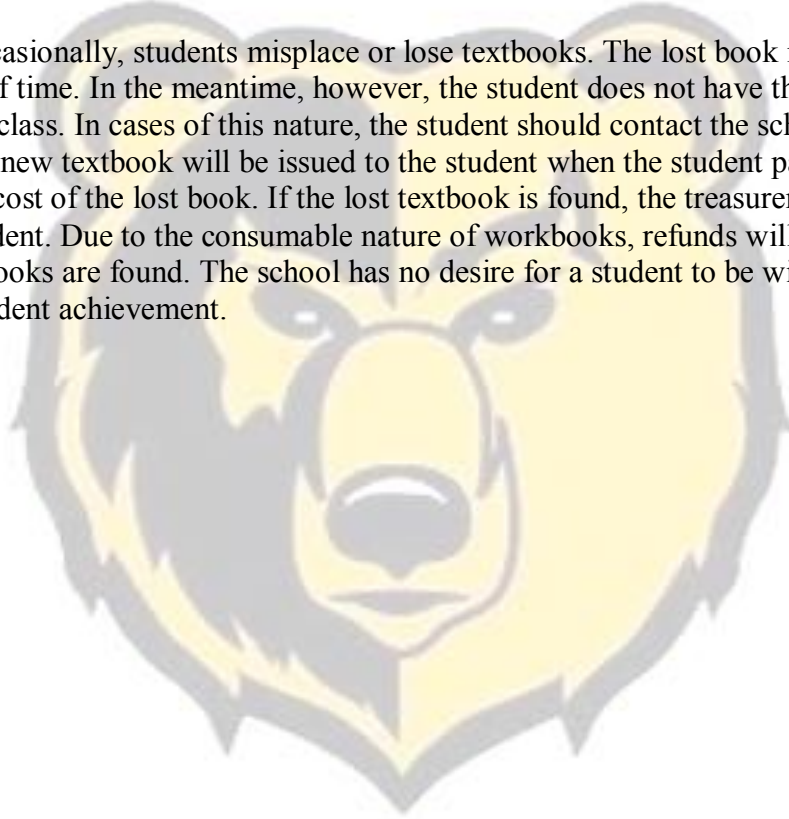 casionally, students misplace or lose textbooks. The lost book
f time. In the meantime, however, the student does not have th
class. In cases of this nature, the student should contact the sch
new textbook will be issued to the student when the student pa
cost of the lost book. If the lost textbook is found, the treasurer
dent. Due to the consumable nature of workbooks, refunds will
ooks are found. The school has no desire for a student to be wi
dent achievement.